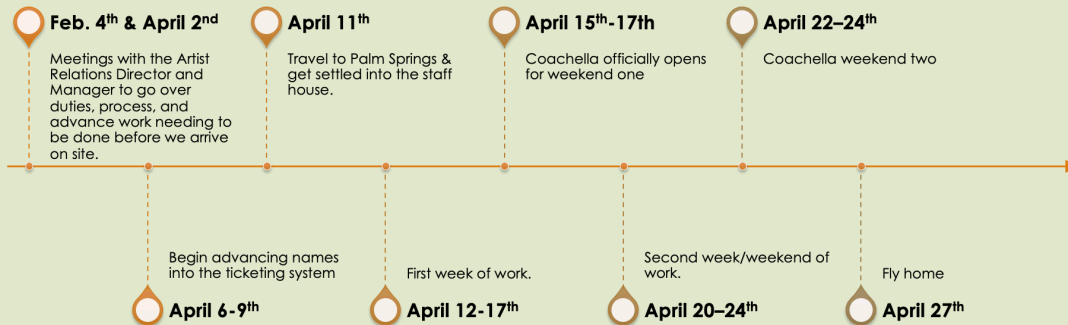 Feb. 4th & April 2nd
Meetings with the Artist
Relations Director and
Manager to go over
duties, process, and
advance work needing to
be done before we arrive
on site.
Begin advancing names
into the ticketing system
April 6-9th
April 11th
Travel to Palm Springs &
get settled into the staff
house.
First week of work.
April 12-17th
April 15th-17th
Coachella officially opens
for weekend one
Second week/weekend of
work.
April 20–24th
April 22–24th
Coachella weekend two
Fly home
April 27th